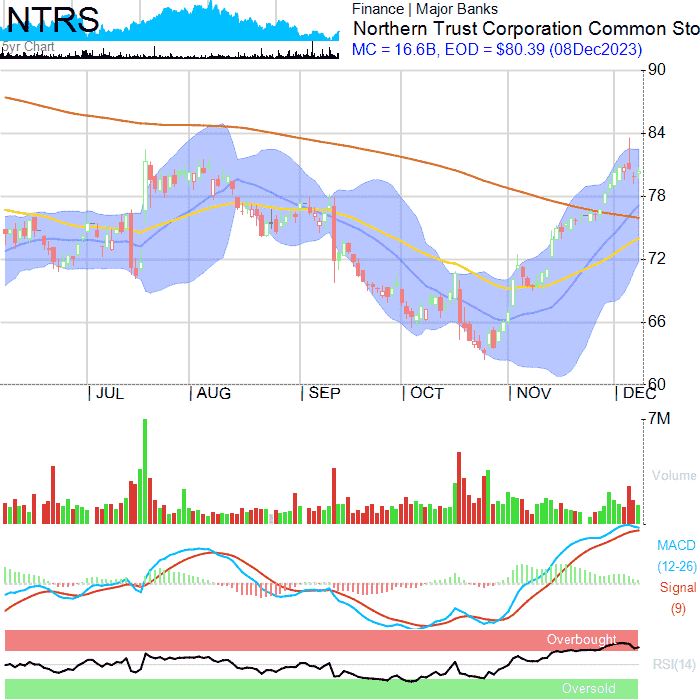 NTRS
5yr Chart
Finance | Major Banks
Northern Trust Corporation Common Sto
MC = 16.6B, EOD = $80.39 (08Dec2023)
90
84
78
72
66
60
JUL AUG SEP OCT NOV DEC
7M
Volume
MACD
(12-26)
Signal
(9)
Overbought
RSI(14)
Oversold